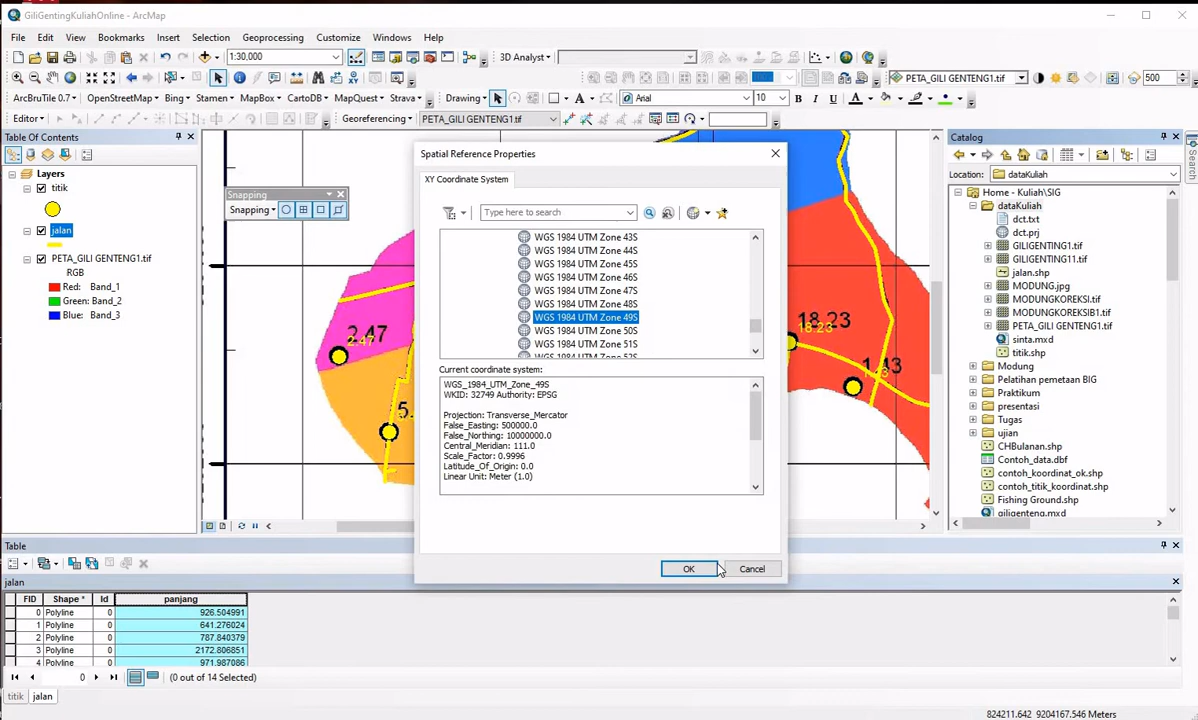 GiliGentingKuliahOnline - ArcMap
File Edit View Bookmarks Insert Selection Geoprocessing Customize Windows Help
1:30.000
3D Analyst
PETA_GILI GENTENG1.tif
500
ArcBruTile 0.7 OpenStreetMap Bing Stamen MapBox CartoDB MapQuest Strava
Drawing
Arial
10
B I U A
Editor
Georeferencing
PETA_GILI GENTENG1.tif
Table Of Contents
Layers
titik
jalan
PETA_GILI GENTENG1.tif
RGB
Red: Band_1
Green: Band_2
Blue: Band_3
Snapping
Snapping
2.47
2.47
5.
18.23
18.23
1.43
Spatial Reference Properties
XY Coordinate System
Type here to search
WGS 1984 UTM Zone 43S
WGS 1984 UTM Zone 44S
WGS 1984 UTM Zone 45S
WGS 1984 UTM Zone 46S
WGS 1984 UTM Zone 47S
WGS 1984 UTM Zone 48S
WGS 1984 UTM Zone 49S
WGS 1984 UTM Zone 50S
WGS 1984 UTM Zone 51S
WGS 1984 UTM Zone 52S
Current coordinate system:
WGS_1984_UTM_Zone_49S
WKID: 32749 Authority: EPSG
Projection: Transverse_Mercator
False_Easting: 500000.0
False_Northing: 10000000.0
Central_Meridian: 111.0
Scale_Factor: 0.9996
Latitude_Of_Origin: 0.0
Linear Unit: Meter (1.0)
OK
Cancel
Catalog
Location: dataKuliah
Home - Kuliah\SIG
dataKuliah
dct.txt
dct.prj
GILIGENTING1.tif
GILIGENTING11.tif
jalan.shp
MODUNG.jpg
MODUNGKOREKSI.tif
MODUNGKOREKSIB1.tif
PETA_GILI GENTENG1.tif
sinta.mxd
titik.shp
Modung
Pelatihan pemetaan BIG
Praktikum
presentasi
Tugas
ujian
CHBulanan.shp
Contoh_data.dbf
contoh_koordinat_ok.shp
contoh_titik_koordinat.shp
Fishing Ground.shp
giligenteng.mxd
Search
Table
jalan
FID Shape * Id panjang
0 Polyline 0 926.504991
1 Polyline 0 641.276024
2 Polyline 0 787.840379
3 Polyline 0 2172.806851
4 Polyline 0 971.987086
0
(0 out of 14 Selected)
titik jalan
824211.642 9204167.546 Meters